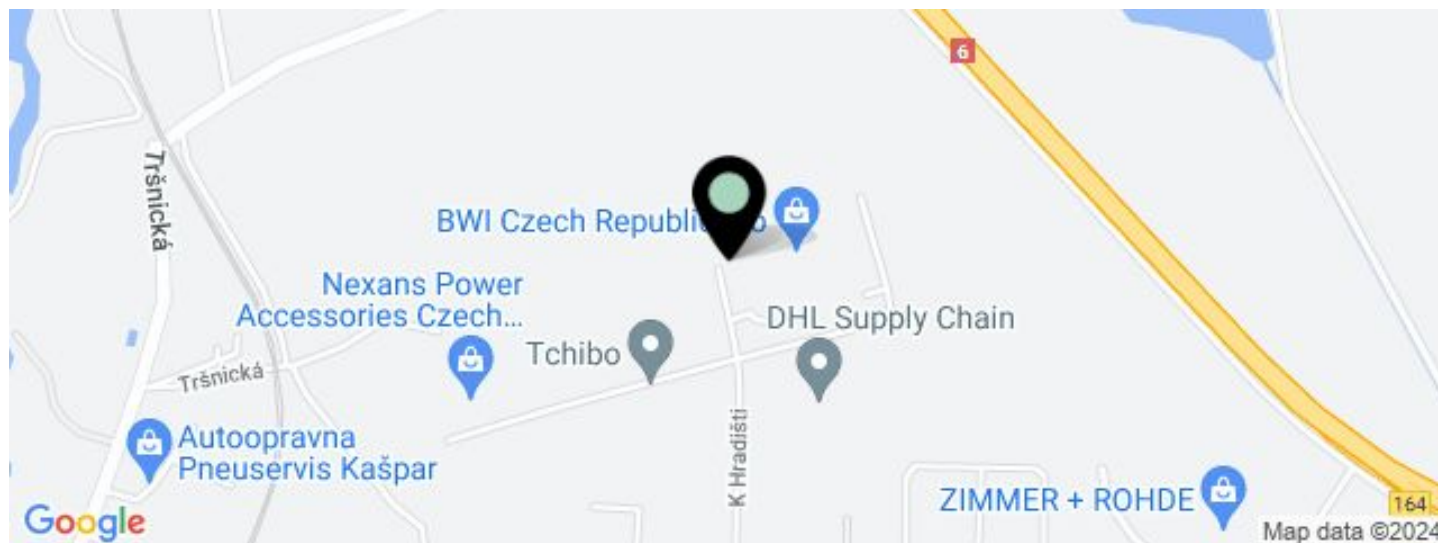 6
Tršnická
BWI Czech Republic
Nexans Power
Accessories Czech...
DHL Supply Chain
Tchibo
Tršnická
Autoopravna
Pneuservis Kašpar
K Hradišti
ZIMMER + ROHDE
164
Google
Map data ©2024